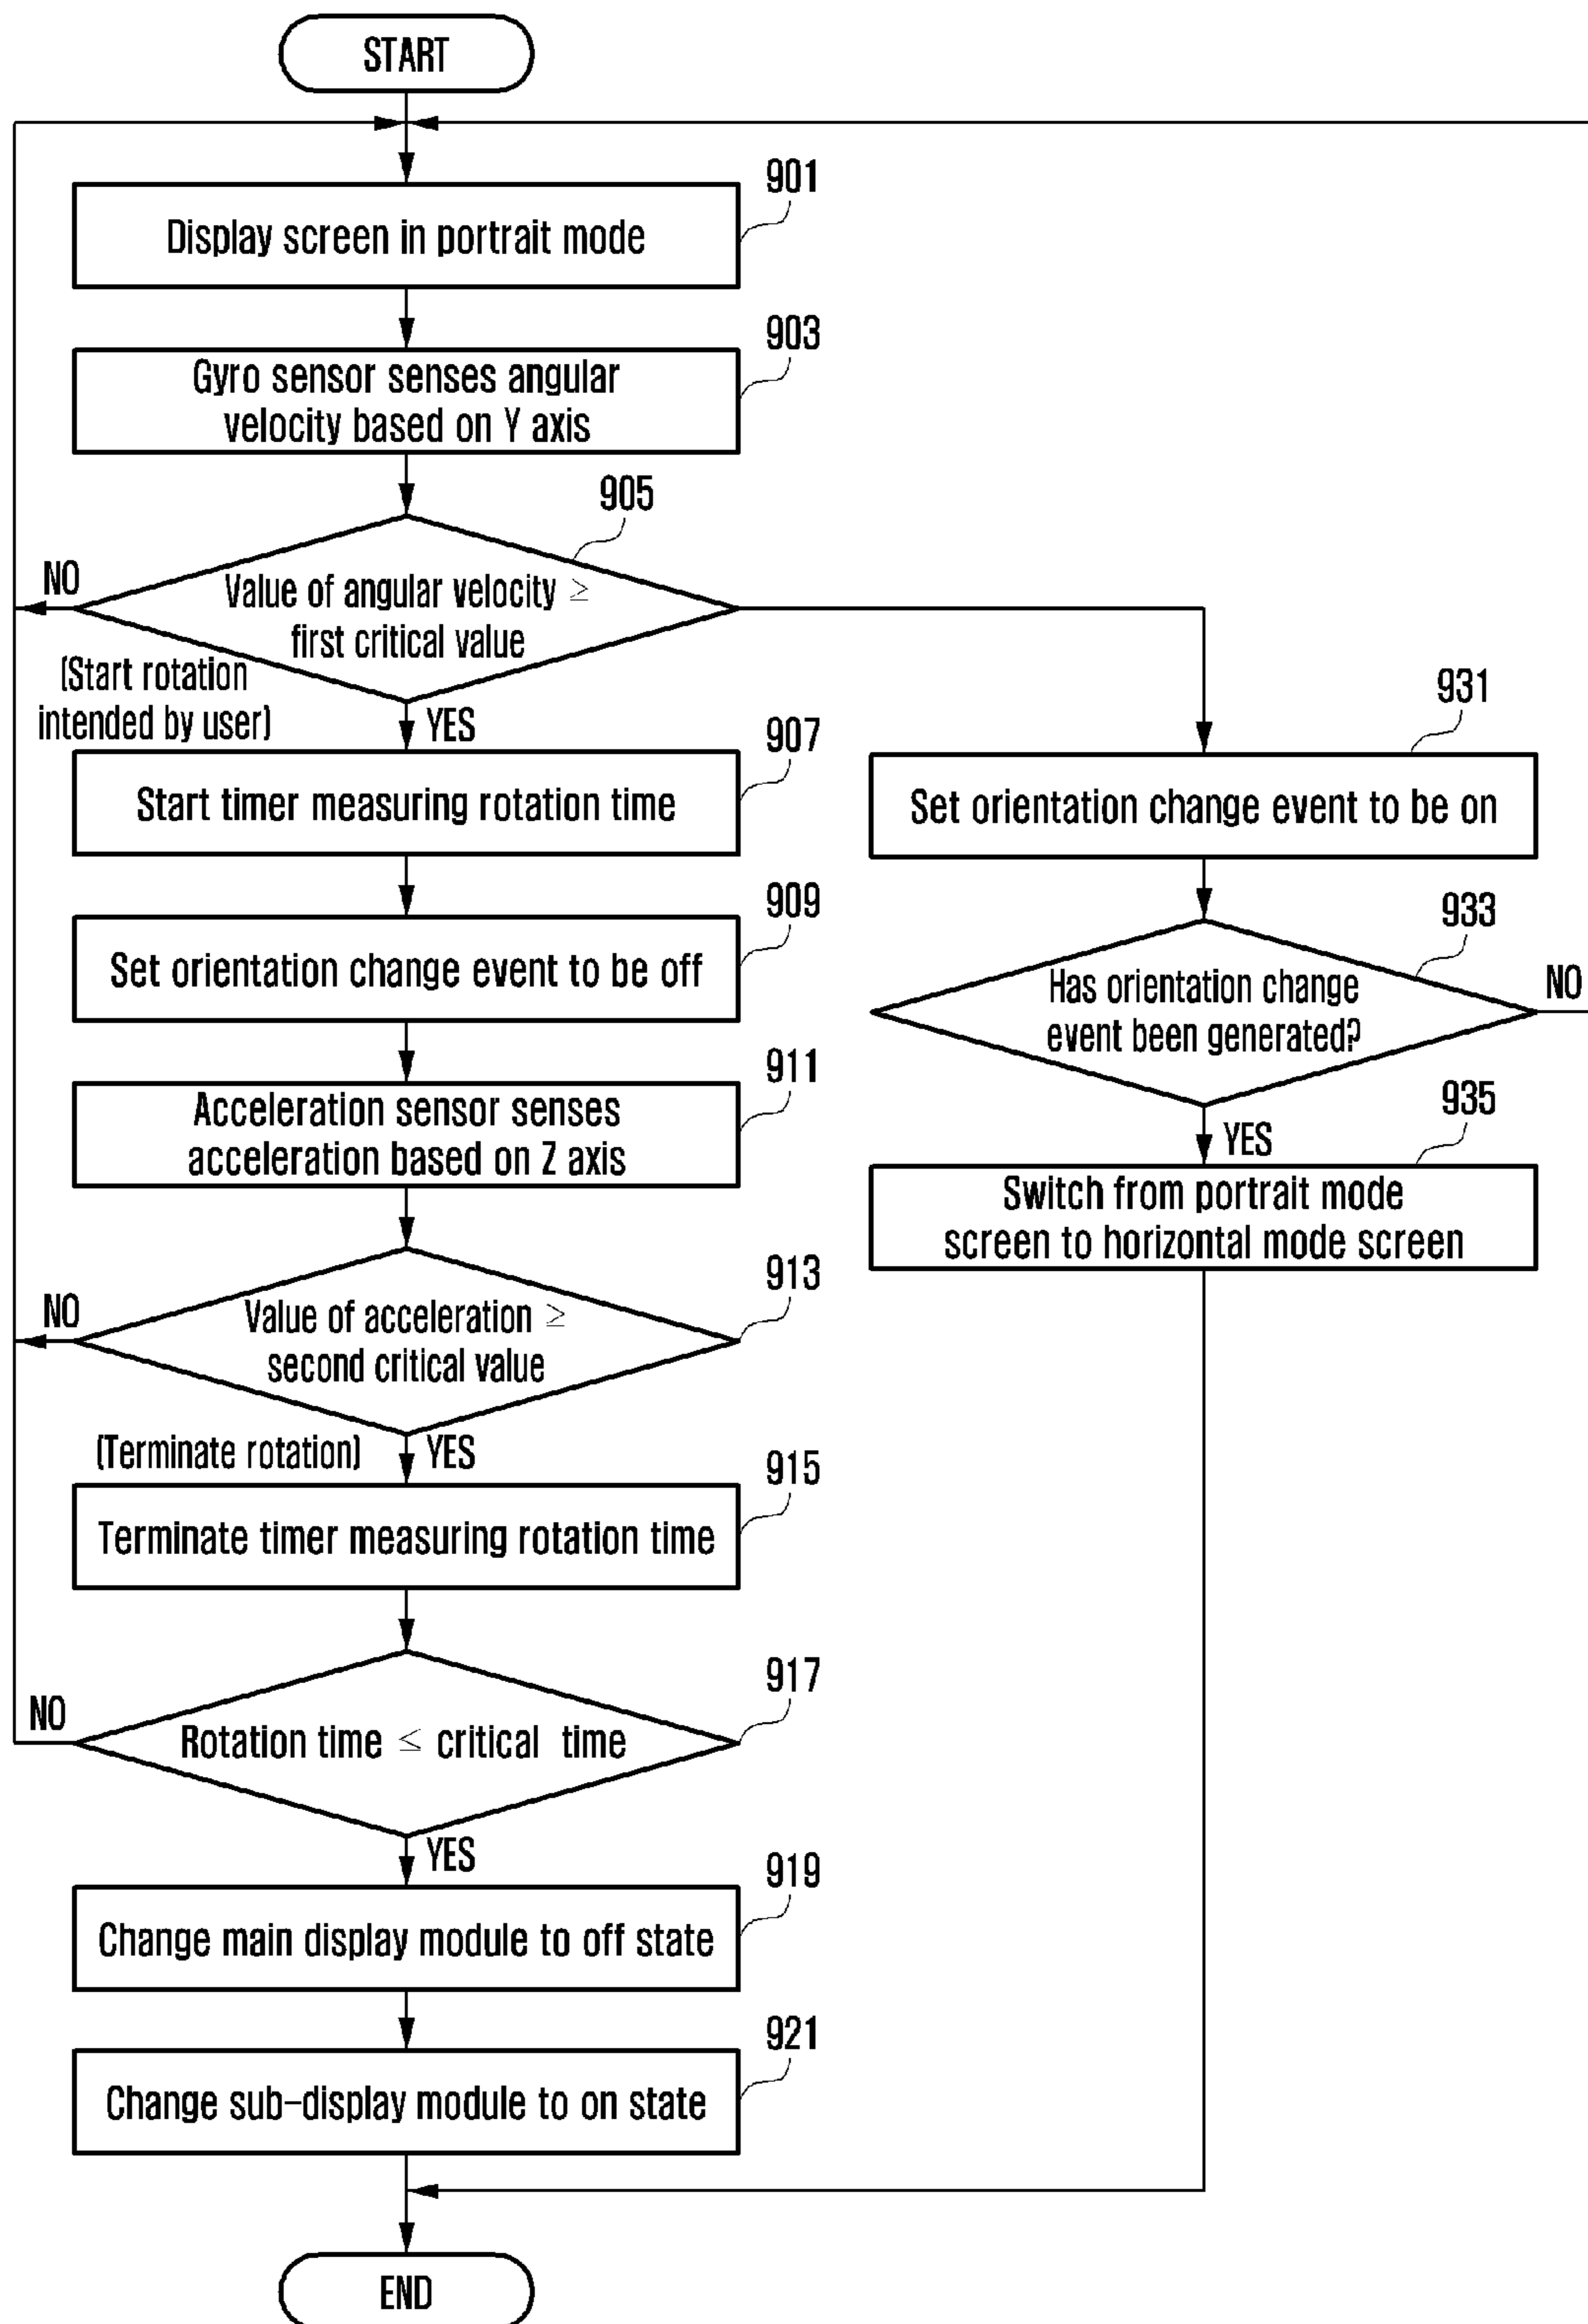 START
901
Display screen in portrait mode
903
Gyro sensor senses angular
velocity based on Y axis
905
NO
Value of angular velocity ≥
first critical value
(Start rotation
intended by user)
YES
907
Start timer measuring rotation time
909
Set orientation change event to be off
911
Acceleration sensor senses
acceleration based on Z axis
913
NO
Value of acceleration ≥
second critical value
(Terminate rotation)
YES
915
Terminate timer measuring rotation time
917
NO
Rotation time ≤ critical time
YES
919
Change main display module to off state
921
Change sub-display module to on state
END
931
Set orientation change event to be on
933
Has orientation change
event been generated?
NO
YES
935
Switch from portrait mode
screen to horizontal mode screen